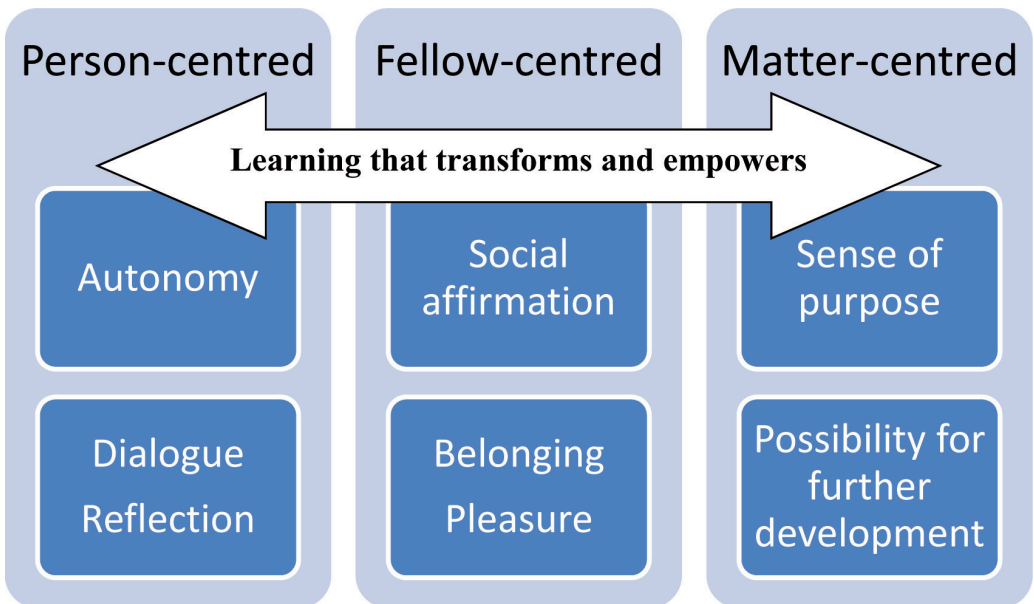 Person-centred
Fellow-centred
Matter-centred
Learning that transforms and empowers
Autonomy
Social
affirmation
Sense of
purpose
Dialogue
Reflection
Belonging
Pleasure
Possibility for
further
development